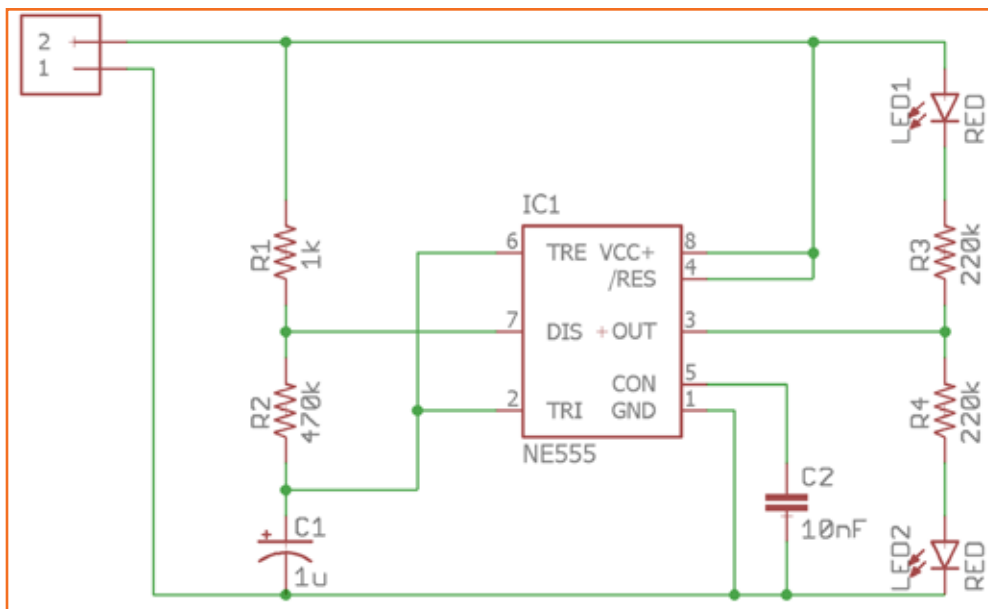 2
1
LED1
RED
IC1
R1
1k
6
TRE
VCC+
8
/RES
4
R3
220k
7
DIS
+OUT
3
R2
470k
CON
5
2
TRI
GND
1
R4
220k
NE555
C2
10nF
+
C1
1u
LED2
RED